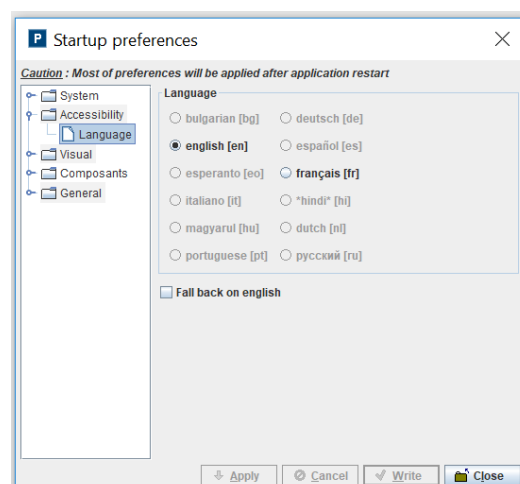 P Startup preferences
Caution : Most of preferences will be applied after application restart
System
Accessibility
Language
Visual
Composants
General
Language
bulgarian [bg] deutsch [de]
english [en] español [es]
esperanto [eo] français [fr]
italiano [it] *hindi* [hi]
magyarul [hu] dutch [nl]
portuguese [pt] русский [ru]
Fall back on english
Apply Cancel Write Close